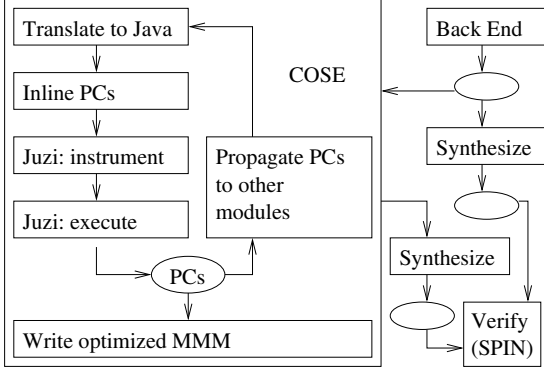 Translate to Java
Inline PCs
Juzi: instrument
Juzi: execute
PCs
Write optimized MMM
COSE
Propagate PCs
to other
modules
Back End
Synthesize
Synthesize
Verify
(SPIN)